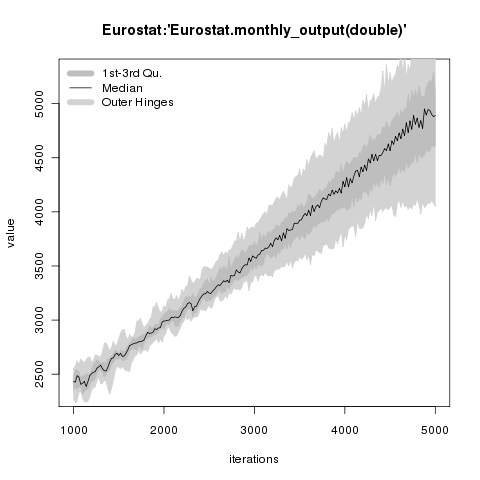 Eurostat:'Eurostat.monthly_output(double)'
1st-3rd Qu.
Median
Outer Hinges
value
5000
4500
4000
3500
3000
2500
1000 2000 3000 4000 5000
iterations